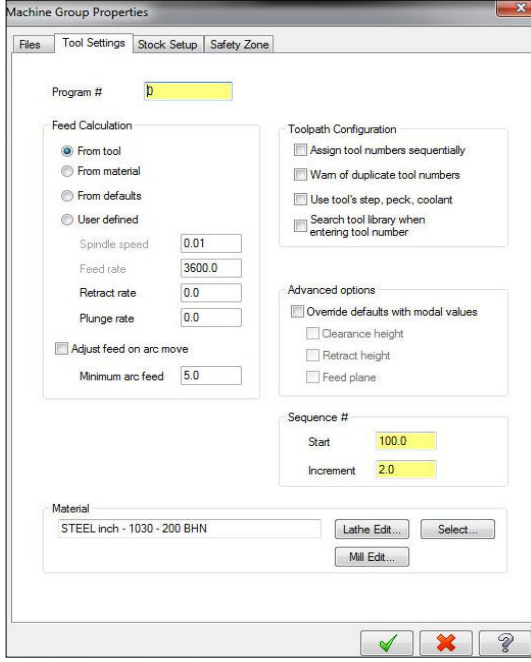 Machine Group Properties
Files Tool Settings Stock Setup Safety Zone
Program # 0
Feed Calculation
From tool
From material
From defaults
User defined
Spindle speed 0.01
Feed rate 3600.0
Retract rate 0.0
Plunge rate 0.0
Adjust feed on arc move
Minimum arc feed 5.0
Toolpath Configuration
Assign tool numbers sequentially
Warn of duplicate tool numbers
Use tool's step, peck, coolant
Search tool library when
entering tool number
Advanced options
Override defaults with modal values
Clearance height
Retract height
Feed plane
Sequence #
Start 100.0
Increment 2.0
Material
STEEL inch - 1030 - 200 BHN Lathe Edit... Select...
Mill Edit...